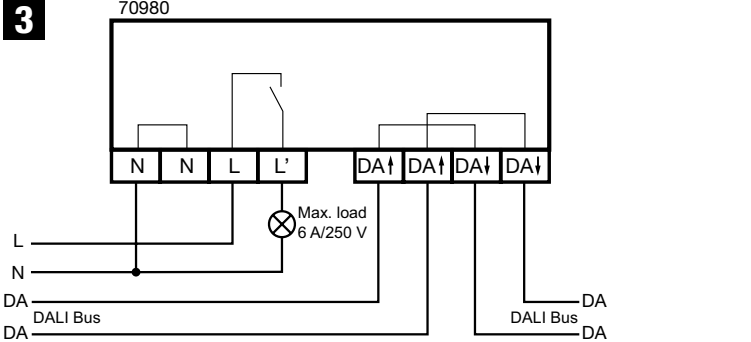 3
70980
N N L L' DA↑ DA↑ DA↓ DA↓
Max. load
6 A/250 V
L
N
DA DA
DALI Bus DALI Bus
DA DA